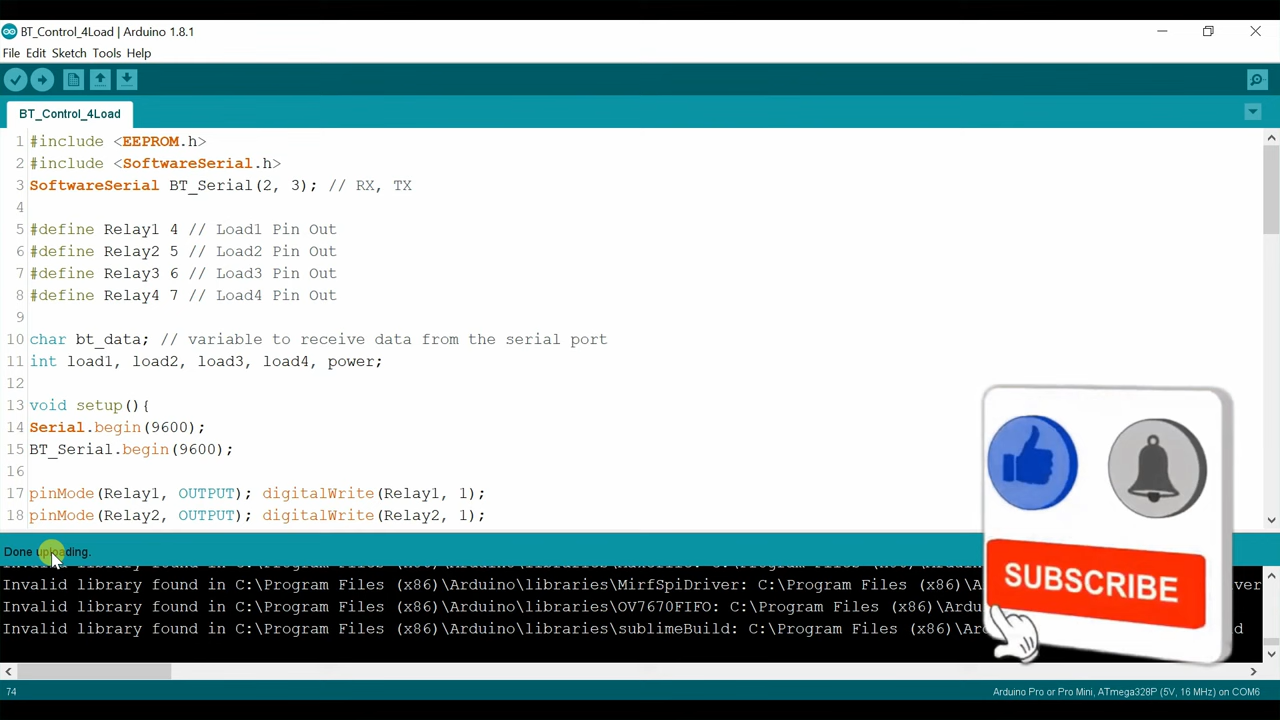 BT_Control_4Load | Arduino 1.8.1
File Edit Sketch Tools Help
BT_Control_4Load
1 #include <EEPROM.h>
2 #include <SoftwareSerial.h>
3 SoftwareSerial BT_Serial(2, 3); // RX, TX
4
5 #define Relay1 4 // Load1 Pin Out
6 #define Relay2 5 // Load2 Pin Out
7 #define Relay3 6 // Load3 Pin Out
8 #define Relay4 7 // Load4 Pin Out
9
10 char bt_data; // variable to receive data from the serial port
11 int load1, load2, load3, load4, power;
12
13 void setup(){
14 Serial.begin(9600);
15 BT_Serial.begin(9600);
16
17 pinMode(Relay1, OUTPUT); digitalWrite(Relay1, 1);
18 pinMode(Relay2, OUTPUT); digitalWrite(Relay2, 1);
SUBSCRIBE
Done uploading.
Invalid library found in C:\Program Files (x86)\Arduino\libraries\MirfSpiDriver: C:\Program Files (x86)\A
Invalid library found in C:\Program Files (x86)\Arduino\libraries\OV7670FIFO: C:\Program Files (x86)\Ardu
Invalid library found in C:\Program Files (x86)\Arduino\libraries\sublimeBuild: C:\Program Files (x86)\Ar
74
Arduino Pro or Pro Mini, ATmega328P (5V, 16 MHz) on COM6